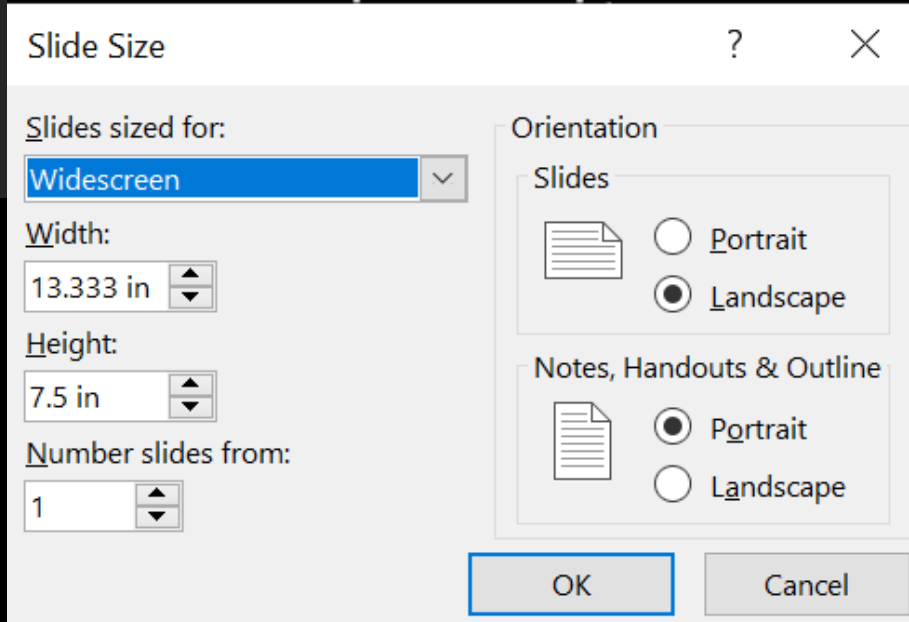 Slide Size
Slides sized for:
Widescreen
Width:
13.333 in
Height:
7.5 in
Number slides from:
1
Orientation
Slides
Portrait
Landscape
Notes, Handouts & Outline
Portrait
Landscape
OK
Cancel